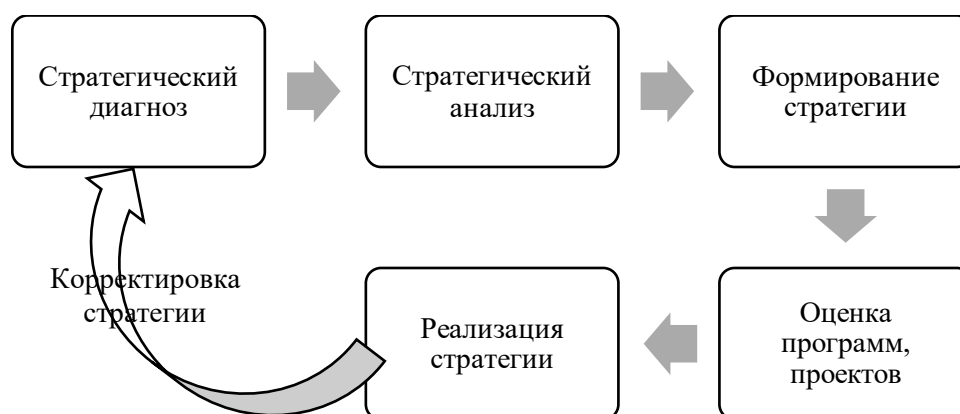 Стратегический
диагноз
Стратегический
анализ
Формирование
стратегии
Корректировка
стратегии
Реализация
стратегии
Оценка
программ,
проектов